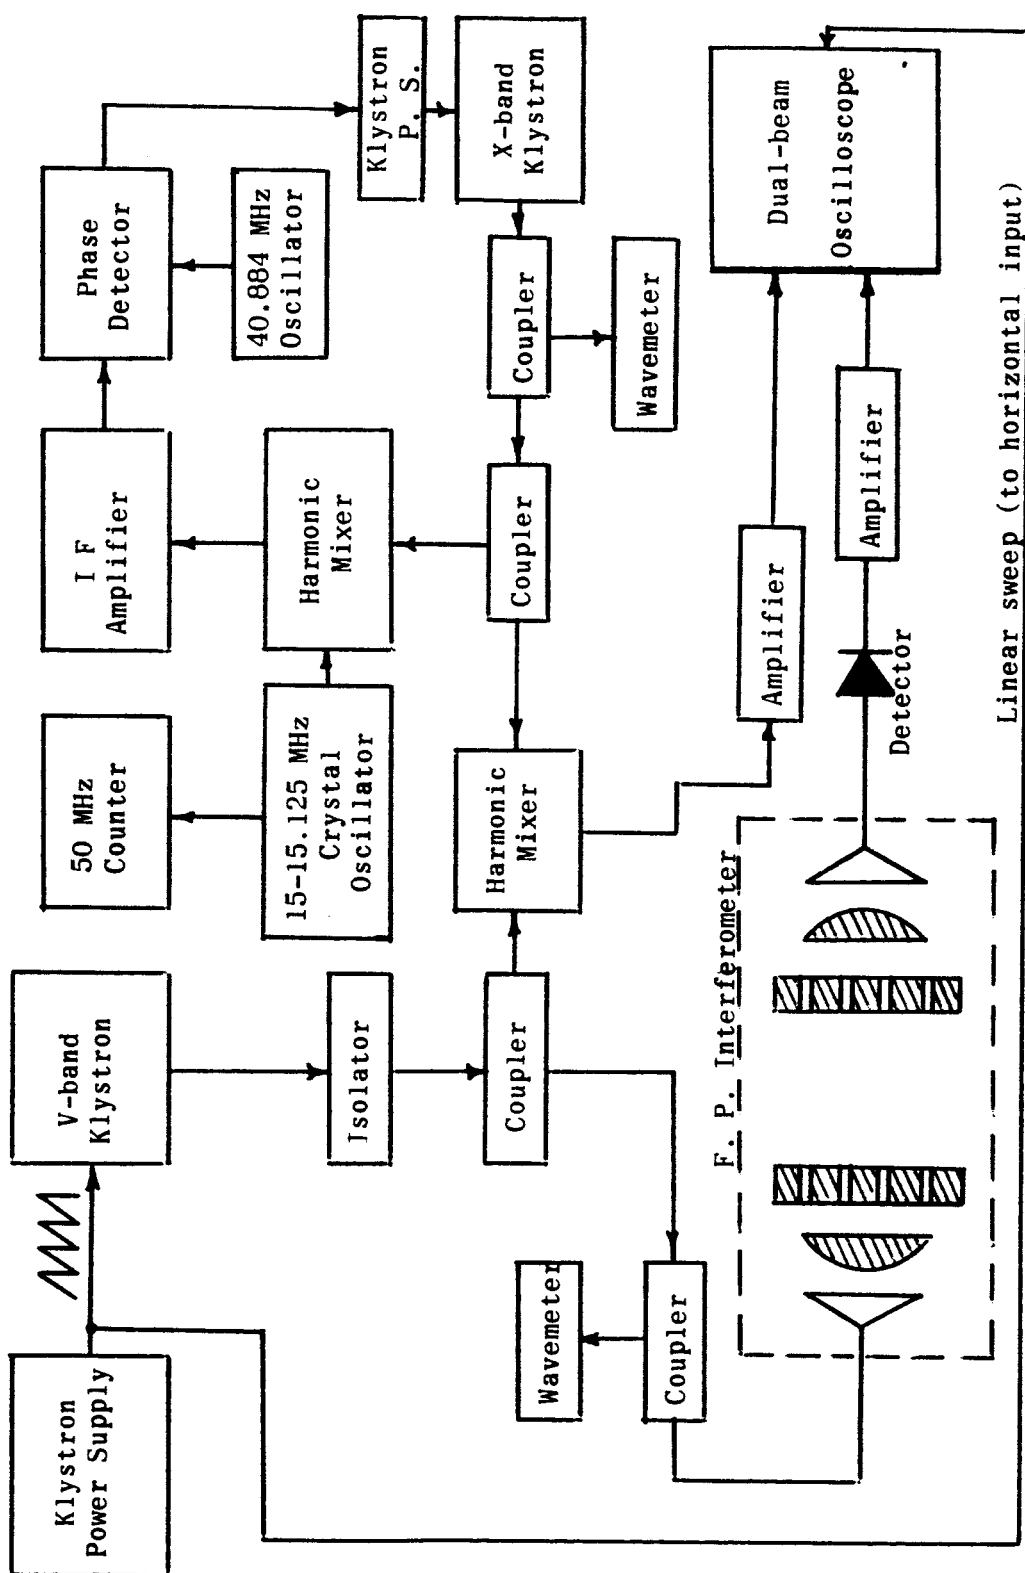 Klystron
Power Supply
V-band
Klystron
50 MHz
Counter
I F
Amplifier
Phase
Detector
Isolator
15-15.125 MHz
Crystal
Oscillator
Harmonic
Mixer
40.884 MHz
Oscillator
Klystron
P. S.
Wavemeter
Coupler
Harmonic
Mixer
Coupler
Coupler
X-band
Klystron
Coupler
Wavemeter
F. P. Interferometer
Amplifier
Dual-beam
Oscilloscope
Detector
Amplifier
Linear sweep (to horizontal input)